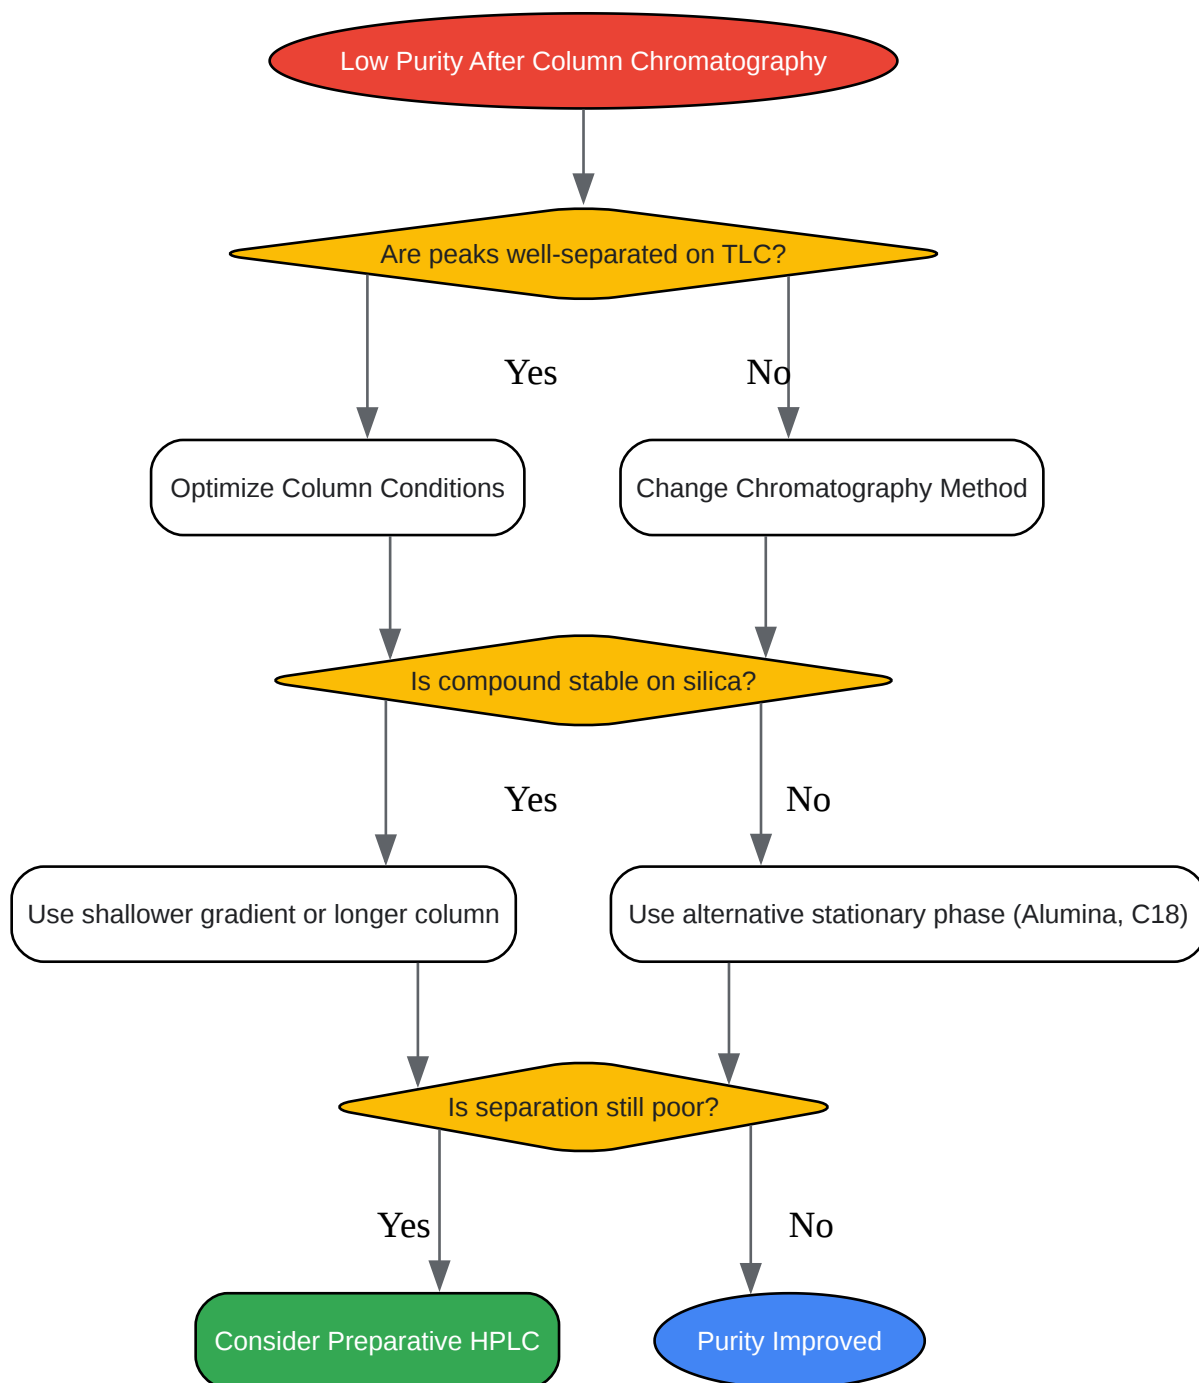 Low Purity After Column Chromatography
Are peaks well-separated on TLC?
Yes
No
Optimize Column Conditions
Change Chromatography Method
Is compound stable on silica?
Yes
No
Use shallower gradient or longer column
Use alternative stationary phase (Alumina, C18)
Is separation still poor?
Yes
No
Consider Preparative HPLC
Purity Improved